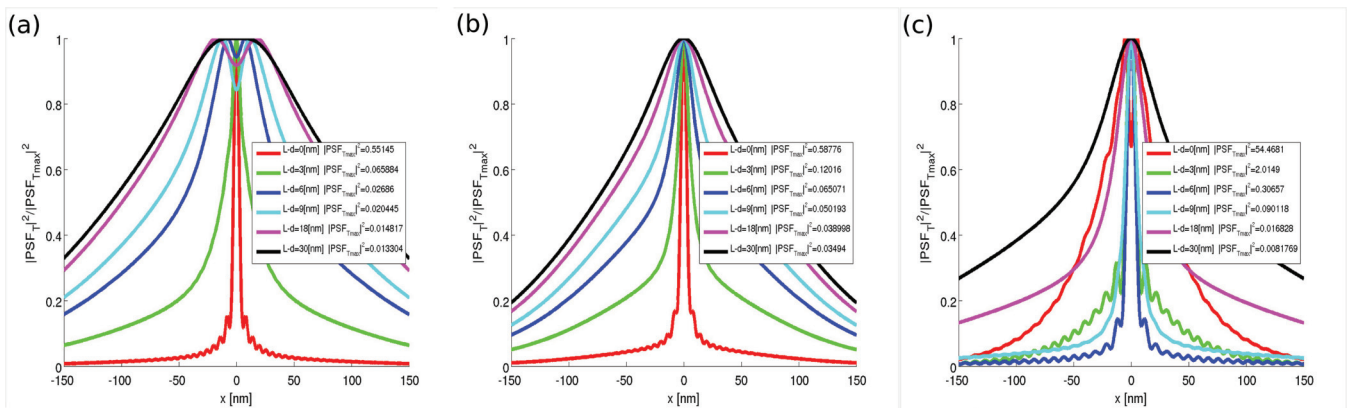 (a)
|PSF_T|²/|PSF_Tmax|²
1
0.8
0.6
0.4
0.2
0
-150
-100
-50
0
50
100
150
x [nm]
L-d=0[nm] |PSF_Tmax|²=0.55145
L-d=3[nm] |PSF_Tmax|²=0.065884
L-d=6[nm] |PSF_Tmax|²=0.02686
L-d=9[nm] |PSF_Tmax|²=0.020445
L-d=18[nm] |PSF_Tmax|²=0.014817
L-d=30[nm] |PSF_Tmax|²=0.013304
(b)
|PSF_T|²/|PSF_Tmax|²
1
0.8
0.6
0.4
0.2
0
-150
-100
-50
0
50
100
150
x [nm]
L-d=0[nm] |PSF_Tmax|²=0.58776
L-d=3[nm] |PSF_Tmax|²=0.12016
L-d=6[nm] |PSF_Tmax|²=0.065071
L-d=9[nm] |PSF_Tmax|²=0.050193
L-d=18[nm] |PSF_Tmax|²=0.038998
L-d=30[nm] |PSF_Tmax|²=0.03494
(c)
|PSF_T|²/|PSF_Tmax|²
1
0.8
0.6
0.4
0.2
0
-150
-100
-50
0
50
100
150
x [nm]
L-d=0[nm] |PSF_Tmax|²=54.4681
L-d=3[nm] |PSF_Tmax|²=2.0149
L-d=6[nm] |PSF_Tmax|²=0.30657
L-d=9[nm] |PSF_Tmax|²=0.090118
L-d=18[nm] |PSF_Tmax|²=0.016828
L-d=30[nm] |PSF_Tmax|²=0.0081769